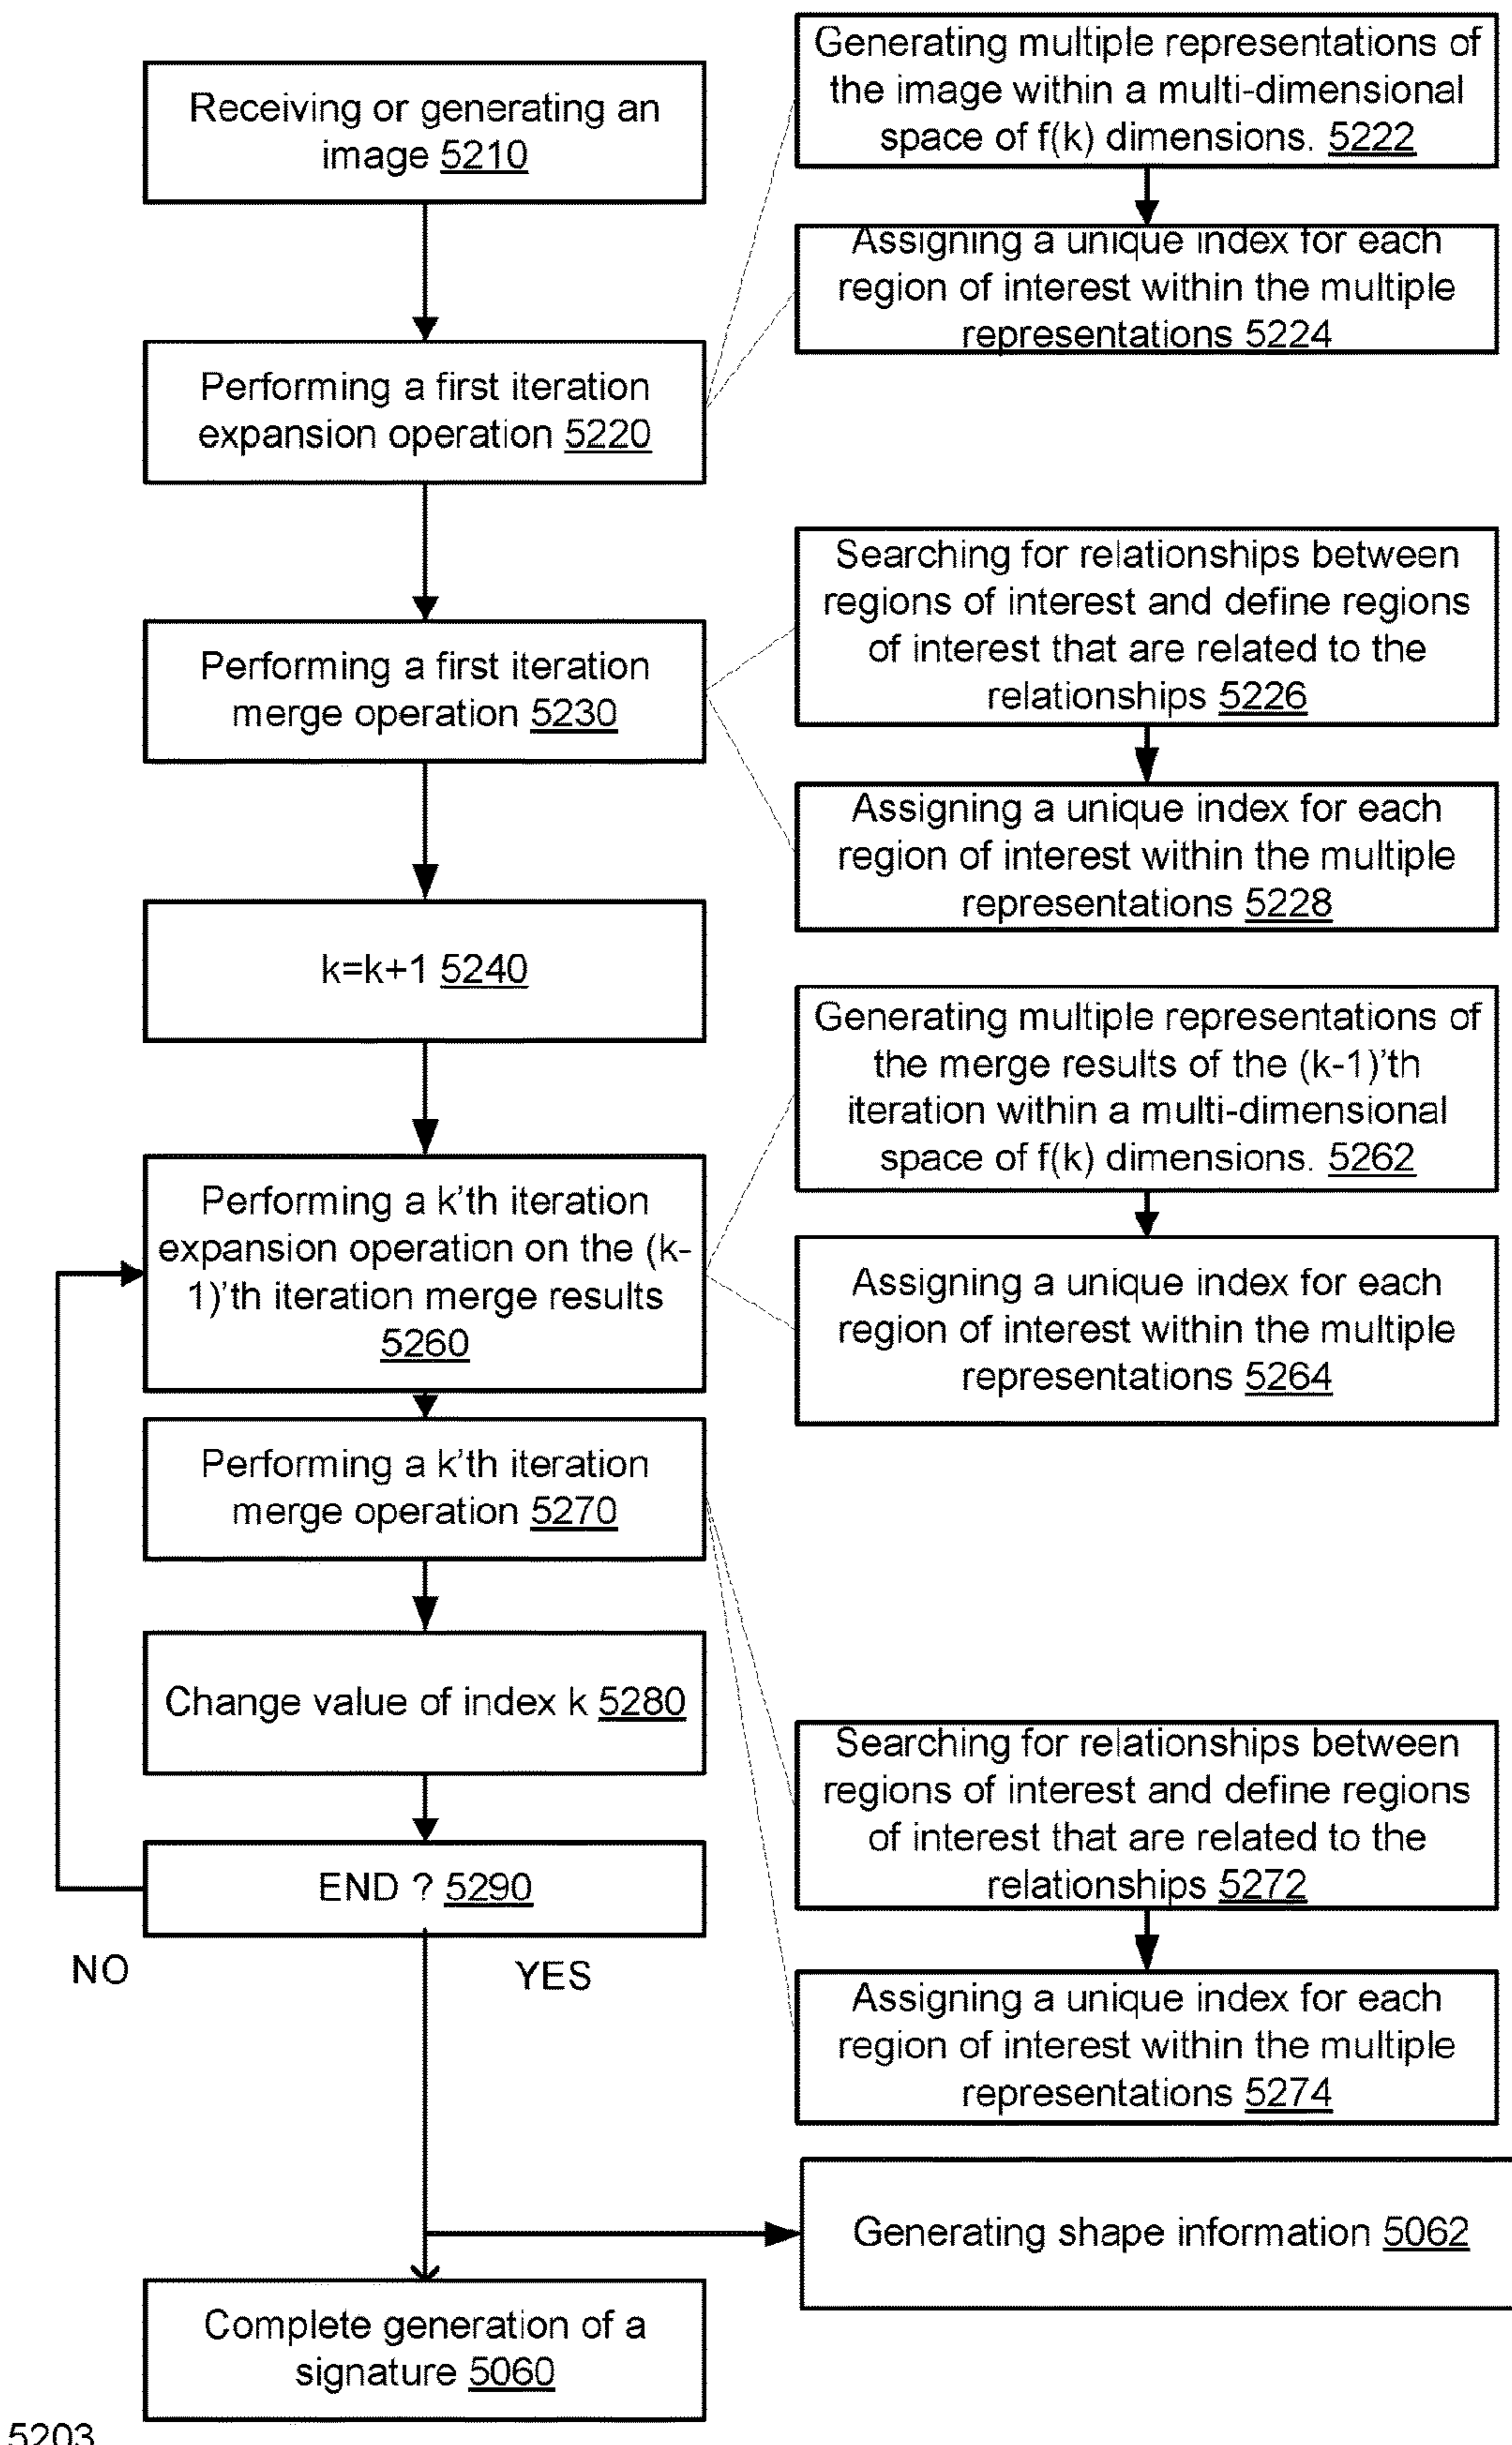 Receiving or generating an
image 5210
Generating multiple representations of
the image within a multi-dimensional
space of f(k) dimensions. 5222
Assigning a unique index for each
region of interest within the multiple
representations 5224
Performing a first iteration
expansion operation 5220
Searching for relationships between
regions of interest and define regions
of interest that are related to the
relationships 5226
Performing a first iteration
merge operation 5230
Assigning a unique index for each
region of interest within the multiple
representations 5228
k=k+1 5240
Generating multiple representations of
the merge results of the (k-1)'th
iteration within a multi-dimensional
space of f(k) dimensions. 5262
Performing a k'th iteration
expansion operation on the (k-
1)'th iteration merge results
5260
Assigning a unique index for each
region of interest within the multiple
representations 5264
Performing a k'th iteration
merge operation 5270
Change value of index k 5280
Searching for relationships between
regions of interest and define regions
of interest that are related to the
relationships 5272
END ? 5290
NO
YES
Assigning a unique index for each
region of interest within the multiple
representations 5274
Generating shape information 5062
Complete generation of a
signature 5060
5203